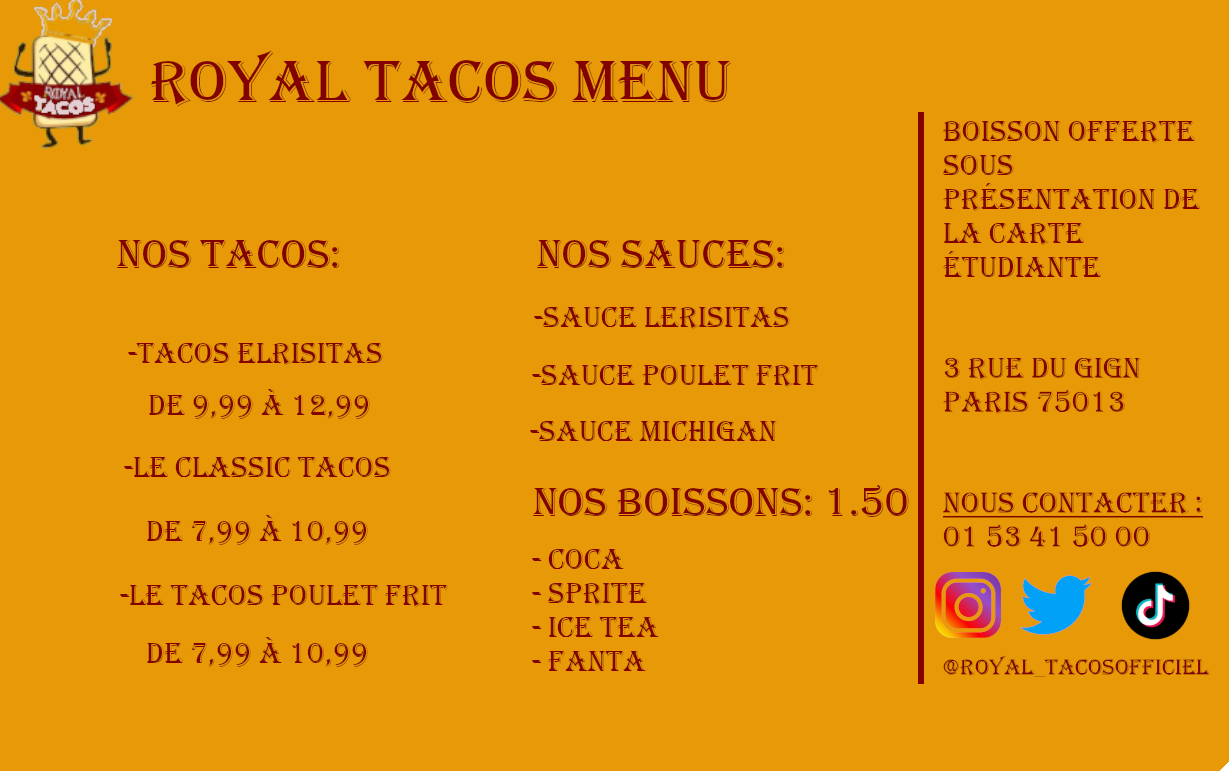 ROYAL TACOS
ROYAL TACOS MENU
NOS TACOS:
-TACOS ELRISITAS
DE 9,99 À 12,99
-LE CLASSIC TACOS
DE 7,99 À 10,99
-LE TACOS POULET FRIT
DE 7,99 À 10,99
NOS SAUCES:
-SAUCE LERISITAS
-SAUCE POULET FRIT
-SAUCE MICHIGAN
NOS BOISSONS: 1.50
- COCA
- SPRITE
- ICE TEA
- FANTA
BOISSON OFFERTE
SOUS
PRÉSENTATION DE
LA CARTE
ÉTUDIANTE
3 RUE DU GIGN
PARIS 75013
NOUS CONTACTER :
01 53 41 50 00
@ROYAL_TACOSOFFICIEL